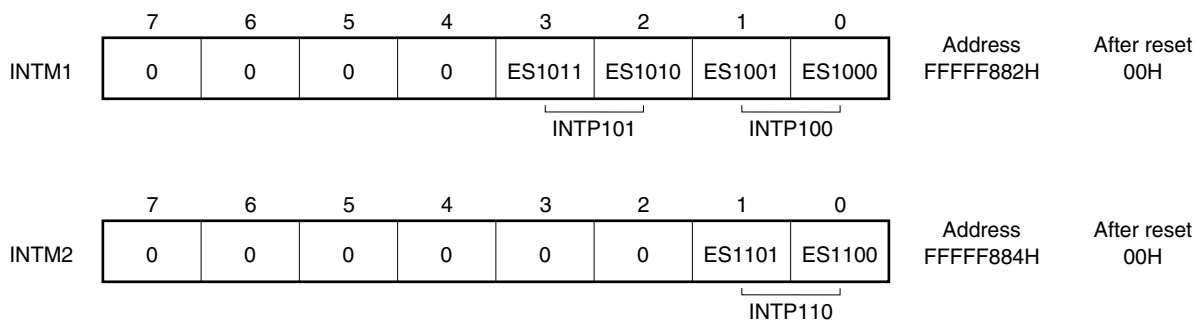 7 6 5 4 3 2 1 0
Address After reset
INTM1 0 0 0 0 ES1011 ES1010 ES1001 ES1000 FFFFF882H 00H
INTP101 INTP100
7 6 5 4 3 2 1 0
Address After reset
INTM2 0 0 0 0 0 0 ES1101 ES1100 FFFFF884H 00H
INTP110